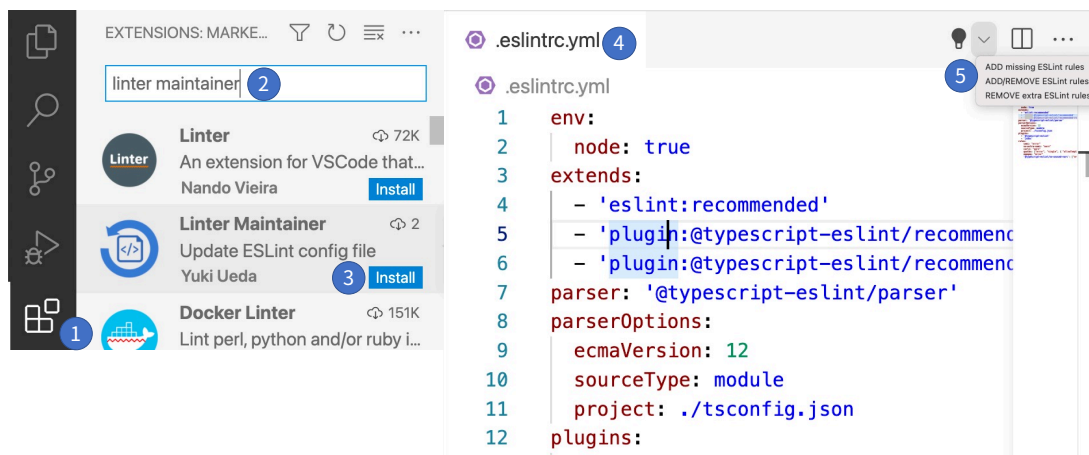 EXTENSIONS: MARKE...
linter maintainer
2
Linter
Linter
72K
An extension for VSCode that...
Nando Vieira
Install
Linter Maintainer
2
Update ESLint config file
Yuki Ueda
3
Install
Docker Linter
151K
Lint perl, python and/or ruby i...
1
.eslintrc.yml
4
5
ADD missing ESLint rules
ADD/REMOVE ESLint rules
REMOVE extra ESLint rules
.eslintrc.yml
1 env:
2 node: true
3 extends:
4 - 'eslint:recommended'
5 - 'plugin:@typescript-eslint/recommend
6 - 'plugin:@typescript-eslint/recommend
7 parser: '@typescript-eslint/parser'
8 parserOptions:
9 ecmaVersion: 12
10 sourceType: module
11 project: ./tsconfig.json
12 plugins: